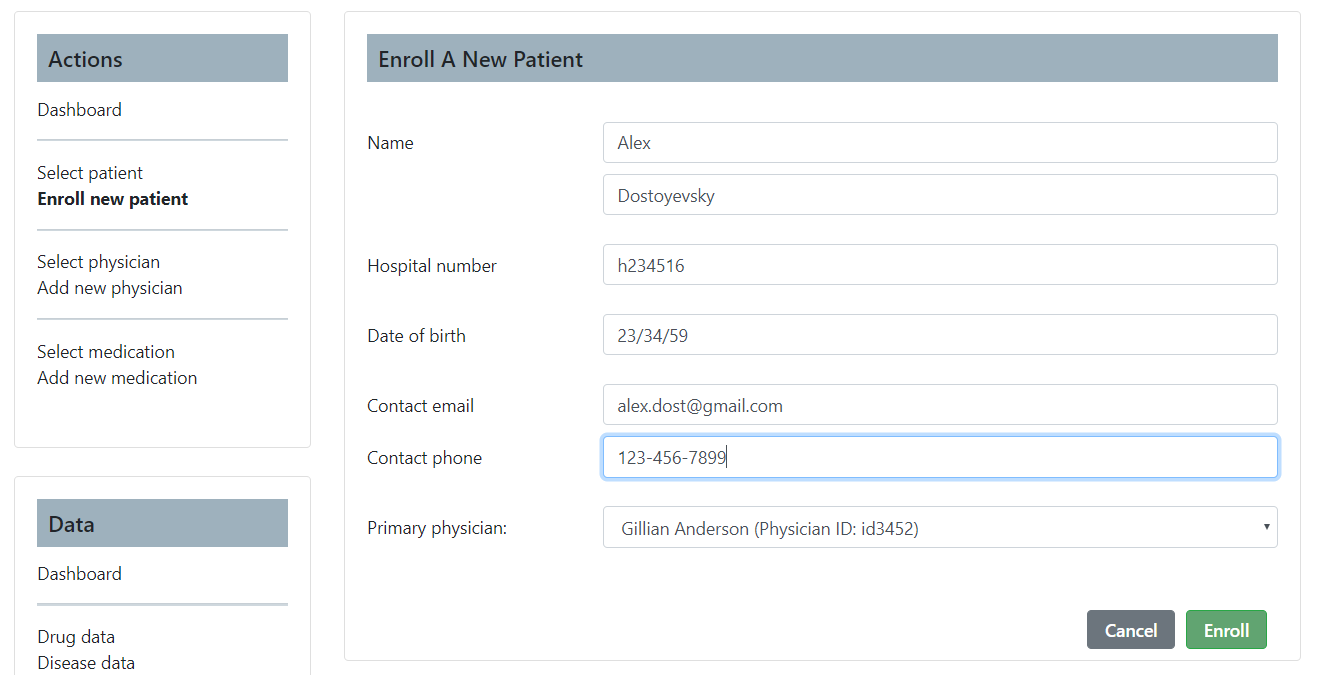 Actions
Dashboard
Select patient
Enroll new patient
Select physician
Add new physician
Select medication
Add new medication
Data
Dashboard
Drug data
Disease data
Enroll A New Patient
Name
Alex
Dostoyevsky
Hospital number
h234516
Date of birth
23/34/59
Contact email
alex.dost@gmail.com
Contact phone
123-456-7899
Primary physician:
Gillian Anderson (Physician ID: id3452)
Cancel
Enroll